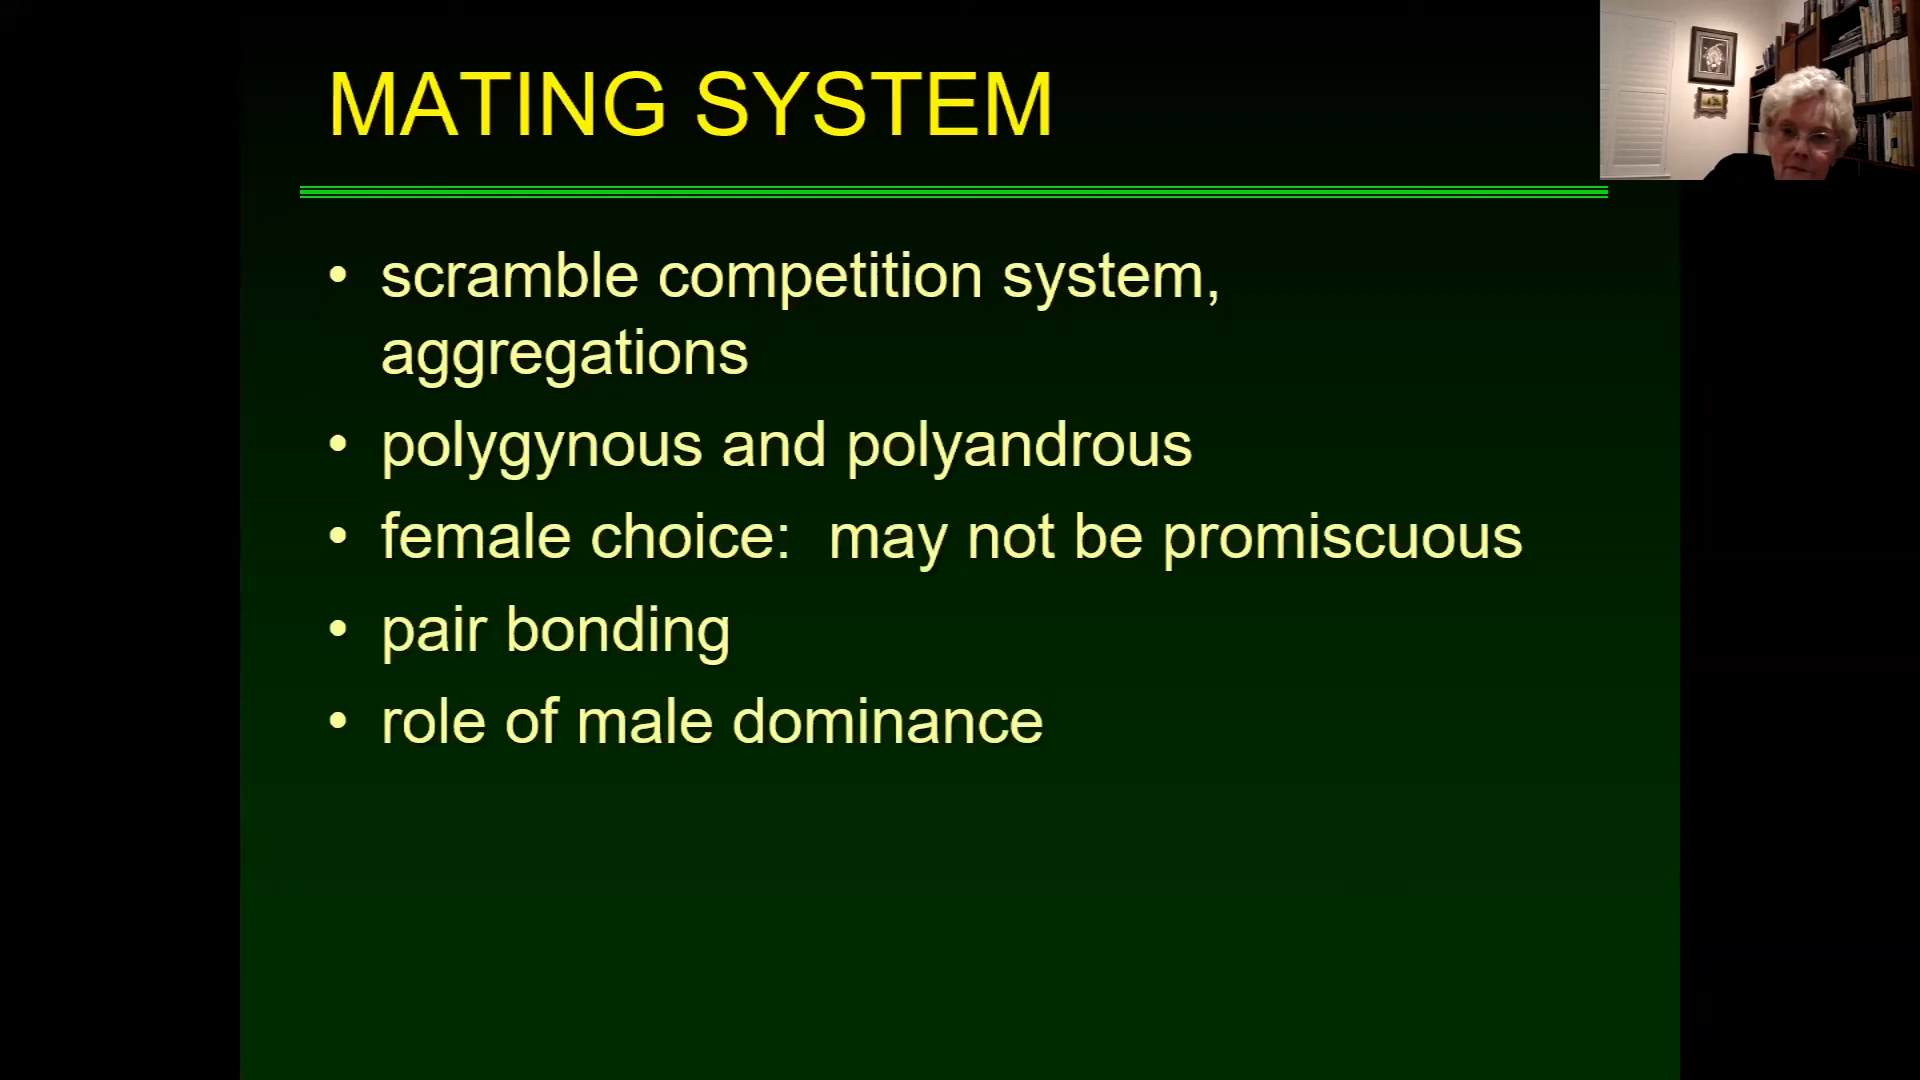 MATING SYSTEM
• scramble competition system,
aggregations
• polygynous and polyandrous
• female choice:  may not be promiscuous
• pair bonding
• role of male dominance